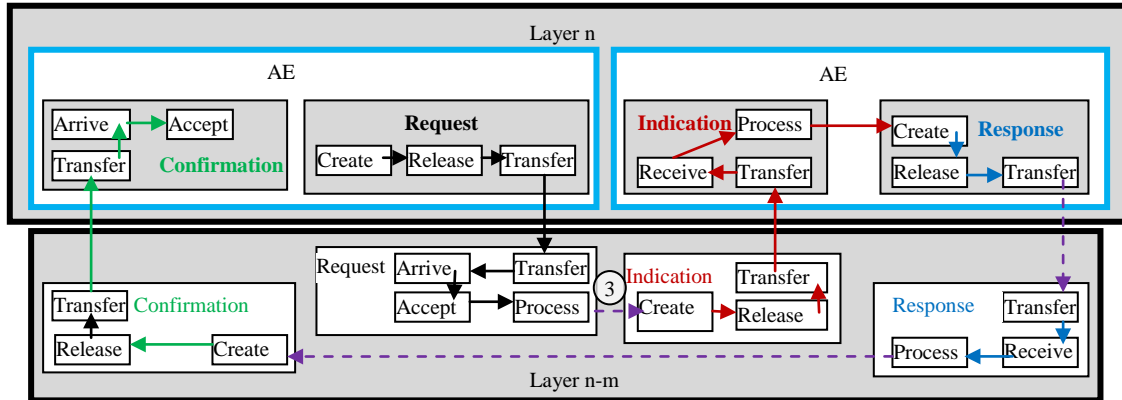 Layer n
AE
AE
Arrive
Accept
Transfer
Confirmation
Request
Create
Release
Transfer
Indication
Process
Receive
Transfer
Create
Response
Release
Transfer
Request
Arrive
Transfer
Accept
Process
3
Indication
Transfer
Create
Release
Transfer
Confirmation
Release
Create
Response
Transfer
Process
Receive
Layer n-m